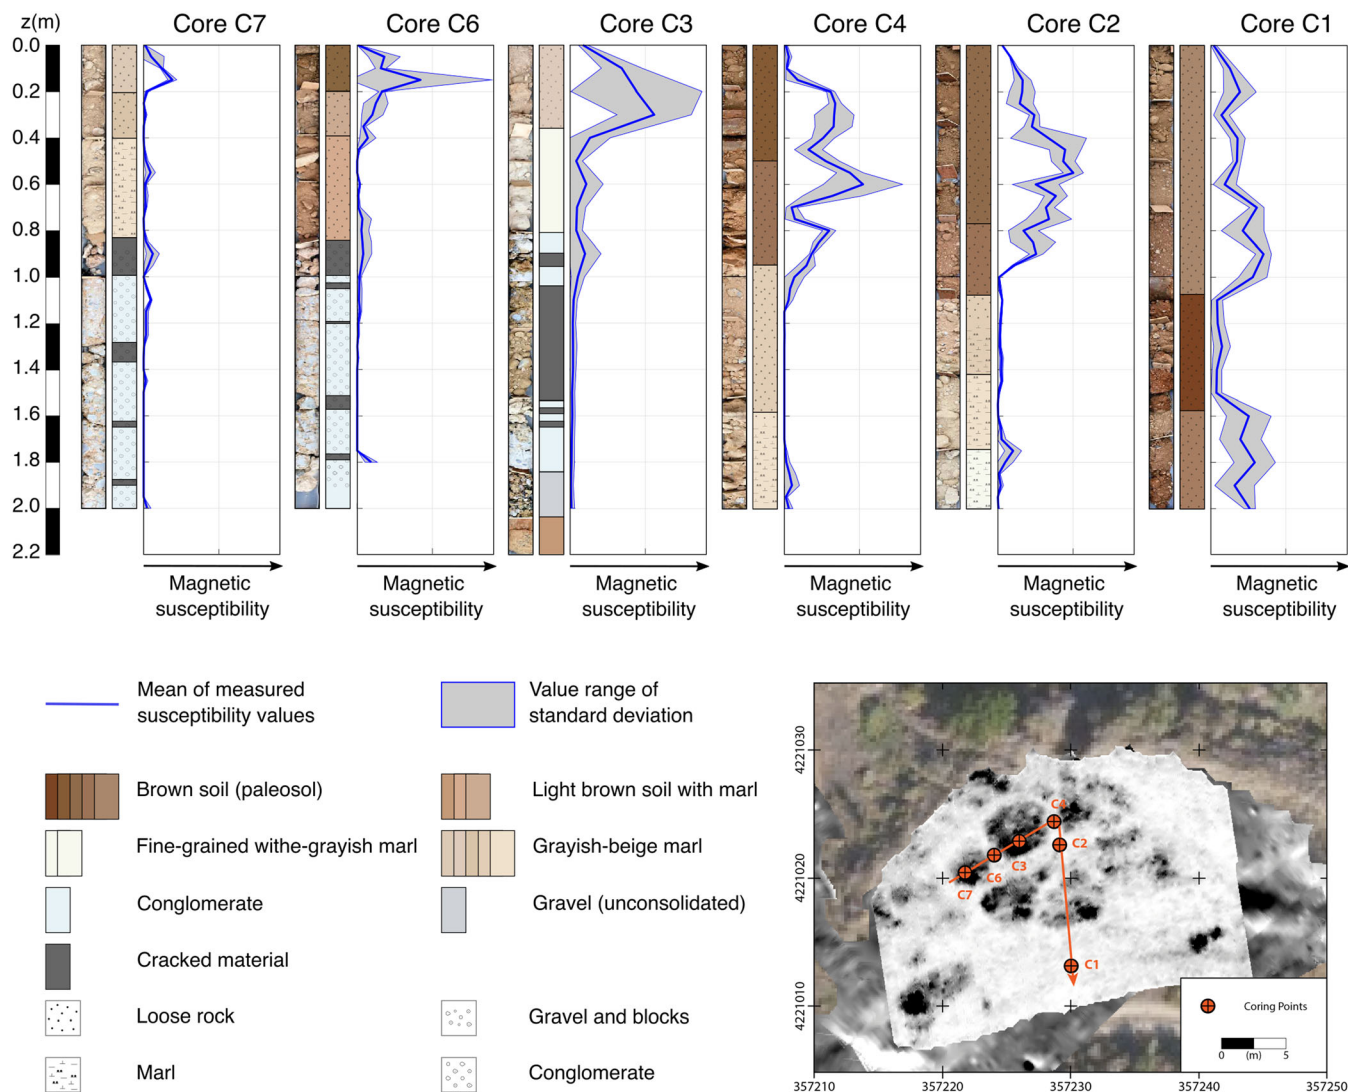 z(m) Core C7 Core C6 Core C3 Core C4 Core C2 Core C1
0.0
0.2
0.4
0.6
0.8
1.0
1.2
1.4
1.6
1.8
2.0
2.2
Magnetic Magnetic Magnetic Magnetic Magnetic Magnetic
susceptibility susceptibility susceptibility susceptibility susceptibility susceptibility
Mean of measured
susceptibility values
Value range of
standard deviation
Brown soil (paleosol)
Light brown soil with marl
Fine-grained withe-grayish marl
Grayish-beige marl
Conglomerate
Gravel (unconsolidated)
Cracked material
Loose rock
Gravel and blocks
Marl
Conglomerate
4221030
4221020
4221010
C4
C2
C3
C6
C7
C1
Coring Points
0 (m) 5
357210 357220 357230 357240 357250